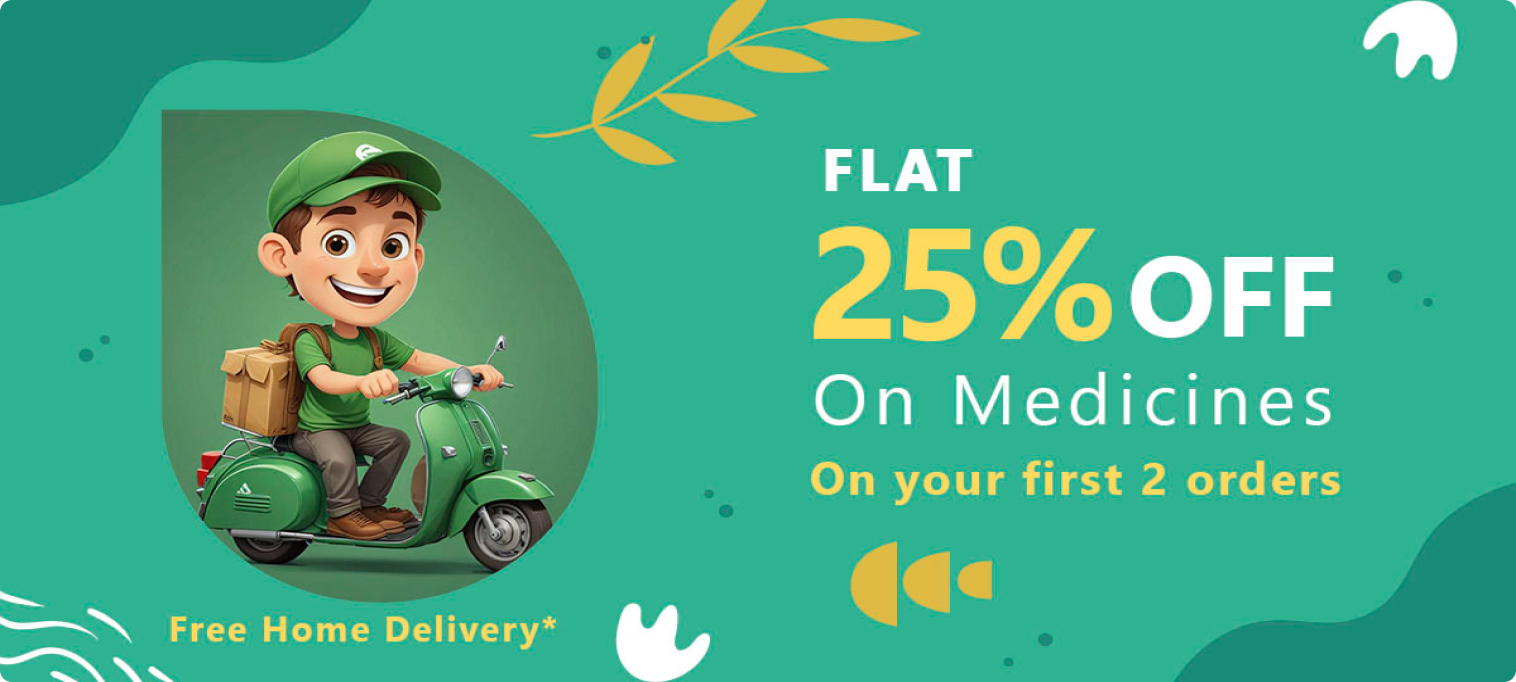 FLAT
25% OFF
On Medicines
On your first 2 orders
Free Home Delivery*